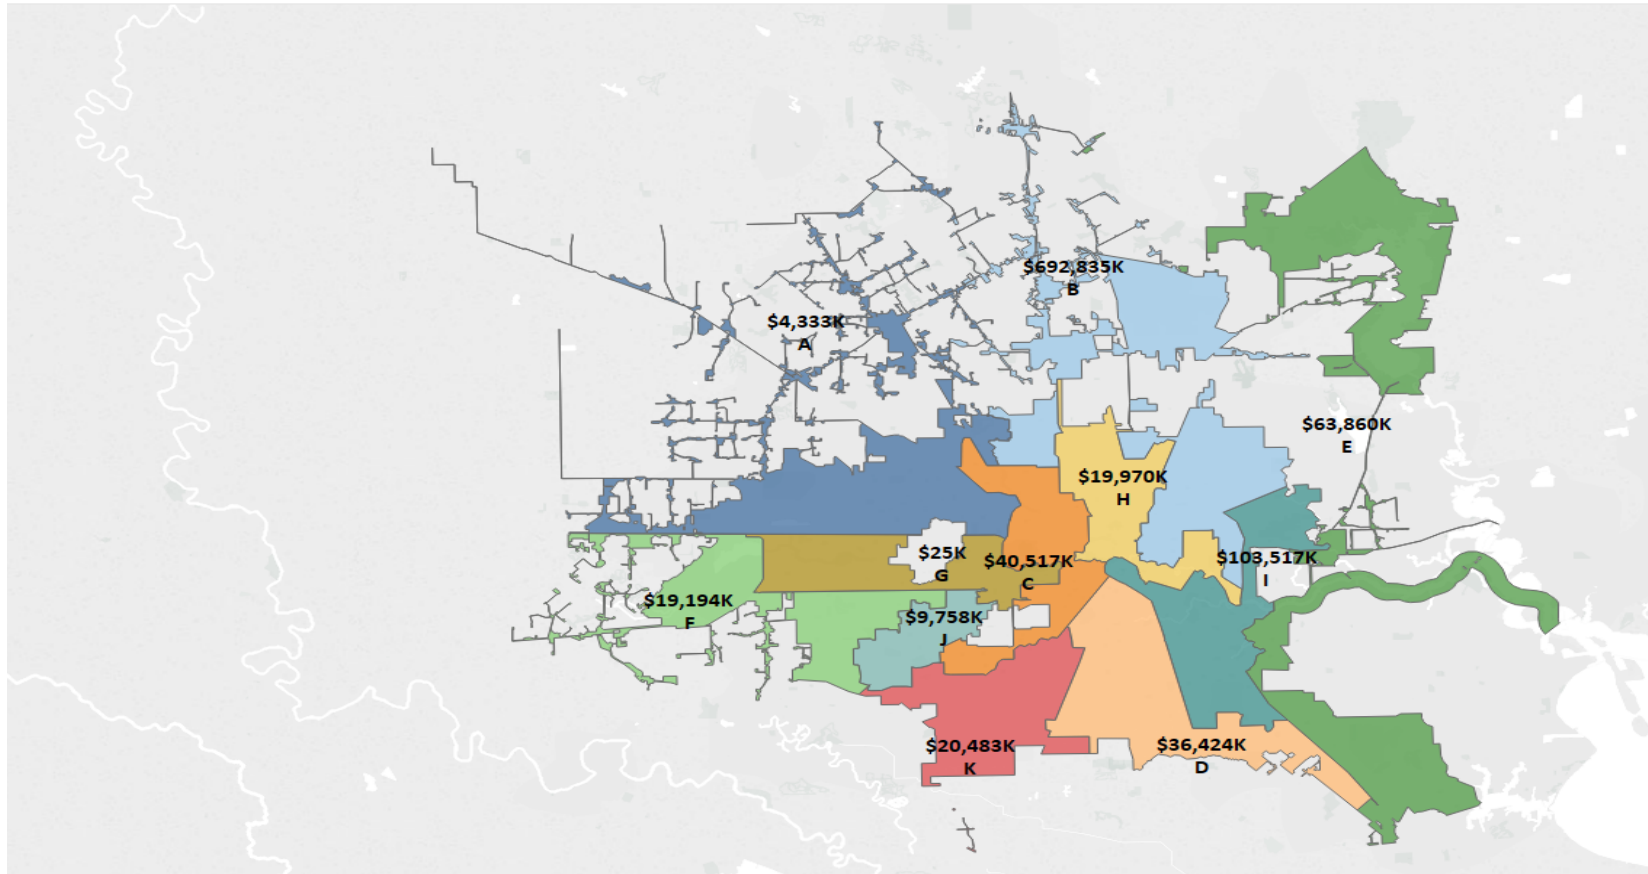 $692,835K
B
$4,333K
A
$63,860K
E
$19,970K
H
$25K
G
$40,517K
C
$103,517K
I
$19,194K
F
$9,758K
J
$20,483K
K
$36,424K
D